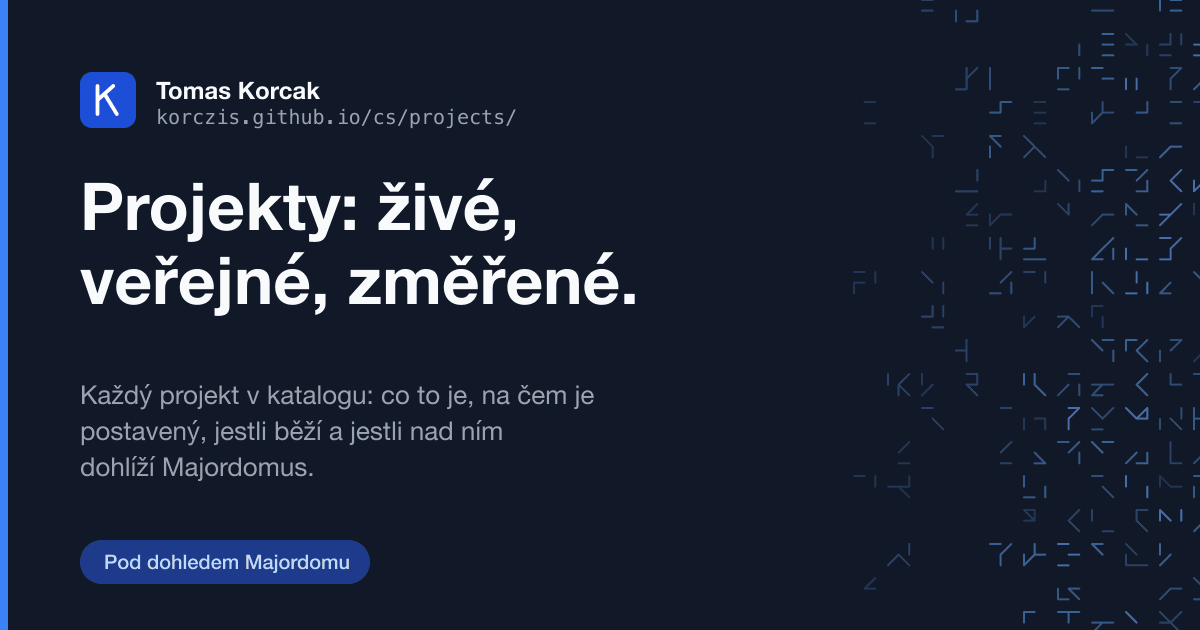 K
Tomas Korcak
korczis.github.io/cs/projects/
Projekty: živé,
veřejné, změřené.
Každý projekt v katalogu: co to je, na čem je
postavený, jestli běží a jestli nad ním
dohlíží Majordomus.
Pod dohledem Majordomu